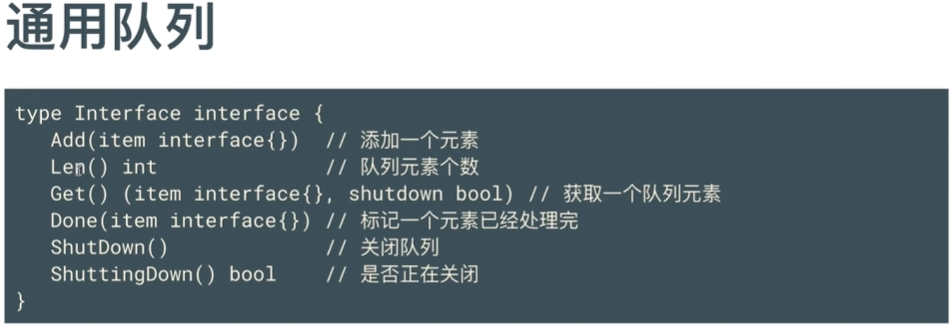 通用队列
type Interface interface {
Add(item interface{}) // 添加一个元素
Len() int // 队列元素个数
Get() (item interface{}, shutdown bool) // 获取一个队列元素
Done(item interface{}) // 标记一个元素已经处理完
ShutDown() // 关闭队列
ShuttingDown() bool // 是否正在关闭
}